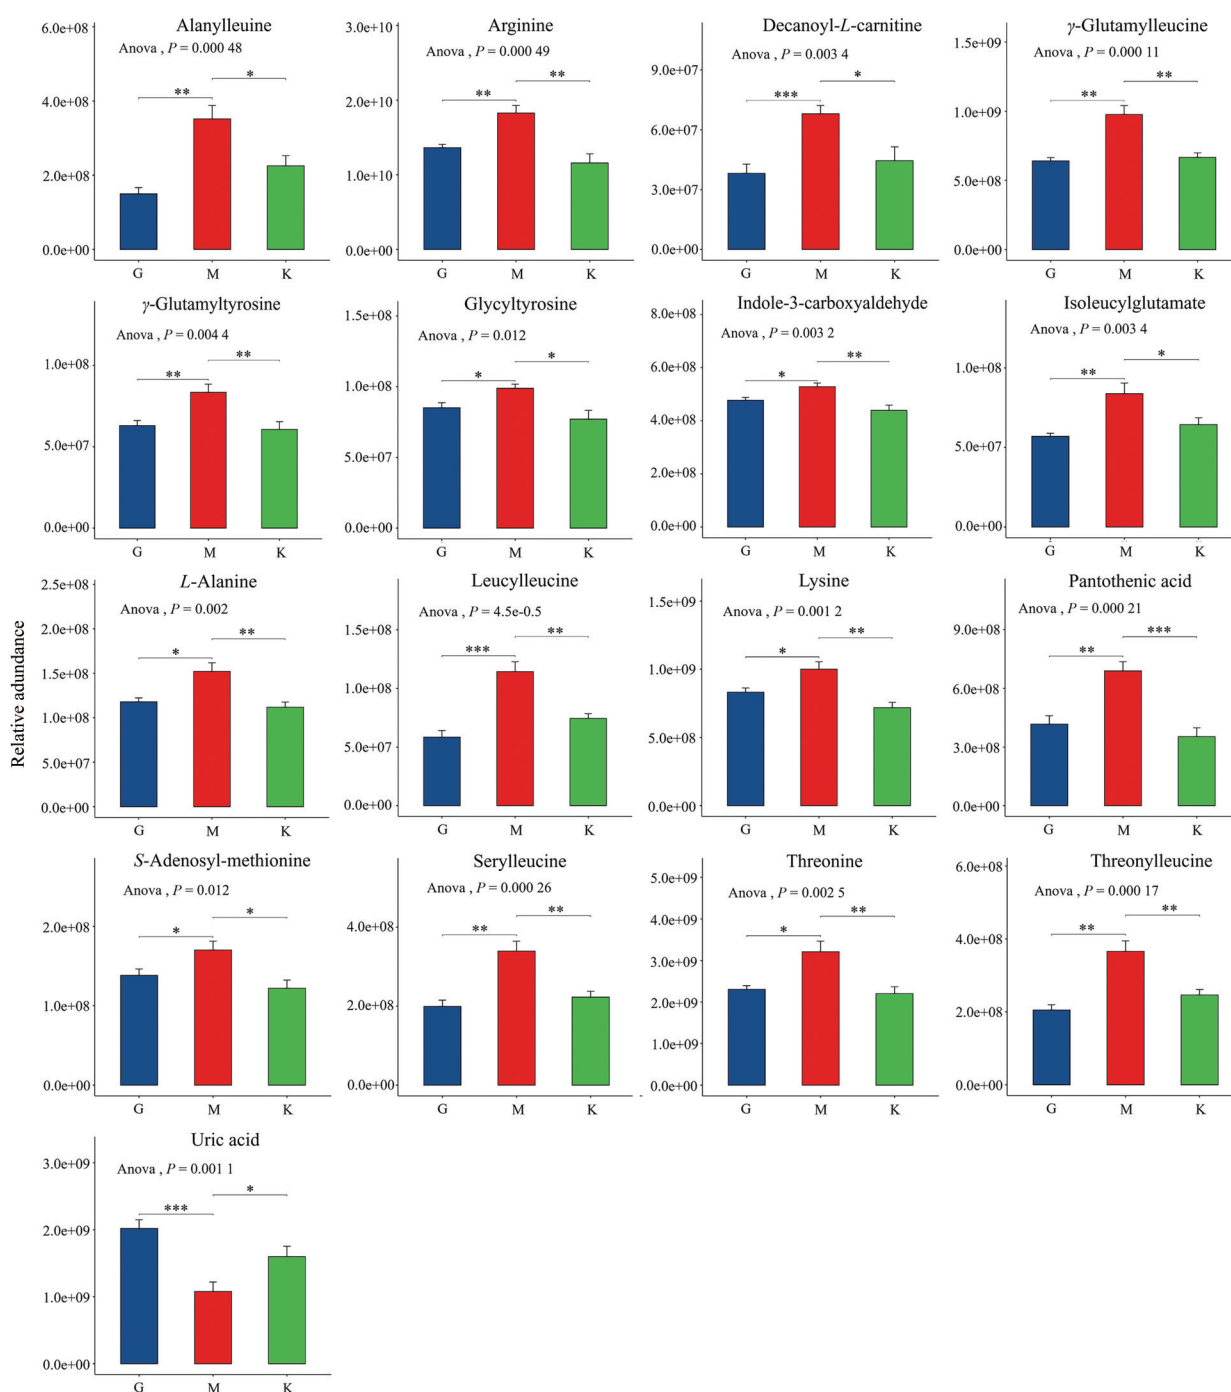 Relative adundance
Alanylleuine
Anova , P = 0.000 48
6.0e+08
4.0e+08
2.0e+08
0.0e+00
**
*
G M K
Arginine
Anova , P = 0.000 49
3.0e+10
2.0e+10
1.0e+10
0.0e+00
**
**
G M K
Decanoyl-L-carnitine
Anova , P = 0.003 4
9.0e+07
6.0e+07
3.0e+07
0.0e+00
***
*
G M K
γ-Glutamylleucine
Anova , P = 0.000 11
1.5e+09
1.0e+09
5.0e+08
0.0e+00
**
**
G M K
γ-Glutamyltyrosine
Anova , P = 0.004 4
1.0e+08
5.0e+07
0.0e+00
**
**
G M K
Glycyltyrosine
Anova , P = 0.012
1.5e+08
1.0e+08
5.0e+07
0.0e+00
*
*
G M K
Indole-3-carboxyaldehyde
Anova , P = 0.003 2
8.0e+08
6.0e+08
4.0e+08
2.0e+08
0.0e+00
*
**
G M K
Isoleucylglutamate
Anova , P = 0.003 4
1.0e+08
5.0e+07
0.0e+00
**
*
G M K
L-Alanine
Anova , P = 0.002
2.5e+08
2.0e+08
1.5e+08
1.0e+08
5.0e+07
0.0e+00
*
**
G M K
Leucylleucine
Anova , P = 4.5e-0.5
1.5e+08
1.0e+08
5.0e+07
0.0e+00
***
**
G M K
Lysine
Anova , P = 0.001 2
1.5e+09
1.0e+09
5.0e+08
0.0e+00
*
**
G M K
Pantothenic acid
Anova , P = 0.000 21
9.0e+08
6.0e+08
3.0e+08
0.0e+00
**
***
G M K
S-Adenosyl-methionine
Anova , P = 0.012
2.0e+08
1.0e+08
0.0e+00
*
*
G M K
Serylleucine
Anova , P = 0.000 26
4.0e+08
2.0e+08
0.0e+00
**
**
G M K
Threonine
Anova , P = 0.002 5
5.0e+09
4.0e+09
3.0e+09
2.0e+09
1.0e+09
0.0e+00
*
**
G M K
Threonylleucine
Anova , P = 0.000 17
6.0e+08
4.0e+08
2.0e+08
0.0e+00
**
**
G M K
Uric acid
Anova , P = 0.001 1
3.0e+09
2.0e+09
1.0e+09
0.0e+00
***
*
G M K